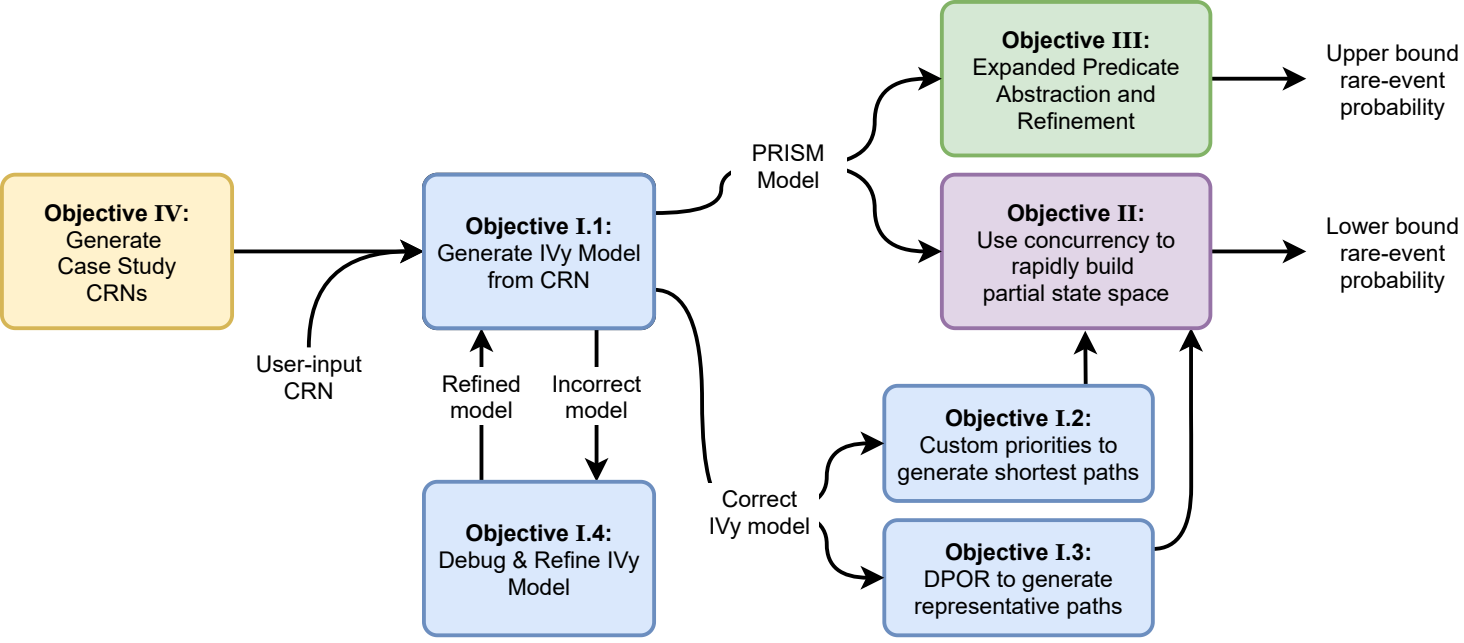 Objective IV:
Generate
Case Study
CRNs
User-input
CRN
Objective I.1:
Generate IVy Model
from CRN
Refined
model
Incorrect
model
Objective I.4:
Debug & Refine IVy
Model
PRISM
Model
Correct
IVy model
Objective III:
Expanded Predicate
Abstraction and
Refinement
Upper bound
rare-event
probability
Objective II:
Use concurrency to
rapidly build
partial state space
Lower bound
rare-event
probability
Objective I.2:
Custom priorities to
generate shortest paths
Objective I.3:
DPOR to generate
representative paths